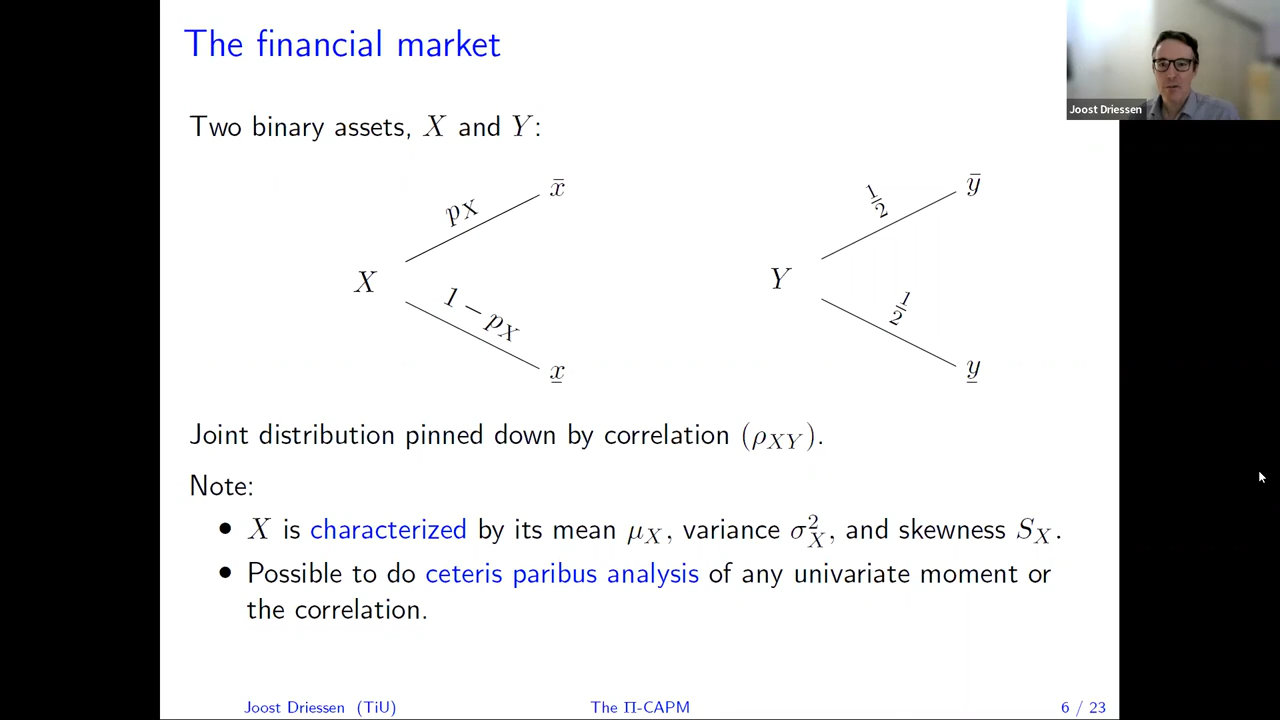 The financial market
Joost Driessen
Two binary assets, X and Y:
X
p_X
x̄
1 − p_X
x̲
Y
1/2
ȳ
1/2
y̲
Joint distribution pinned down by correlation (ρ_XY).
Note:
• X is characterized by its mean μ_X, variance σ²_X, and skewness S_X.
• Possible to do ceteris paribus analysis of any univariate moment or
the correlation.
Joost Driessen (TiU) The Π-CAPM 6 / 23